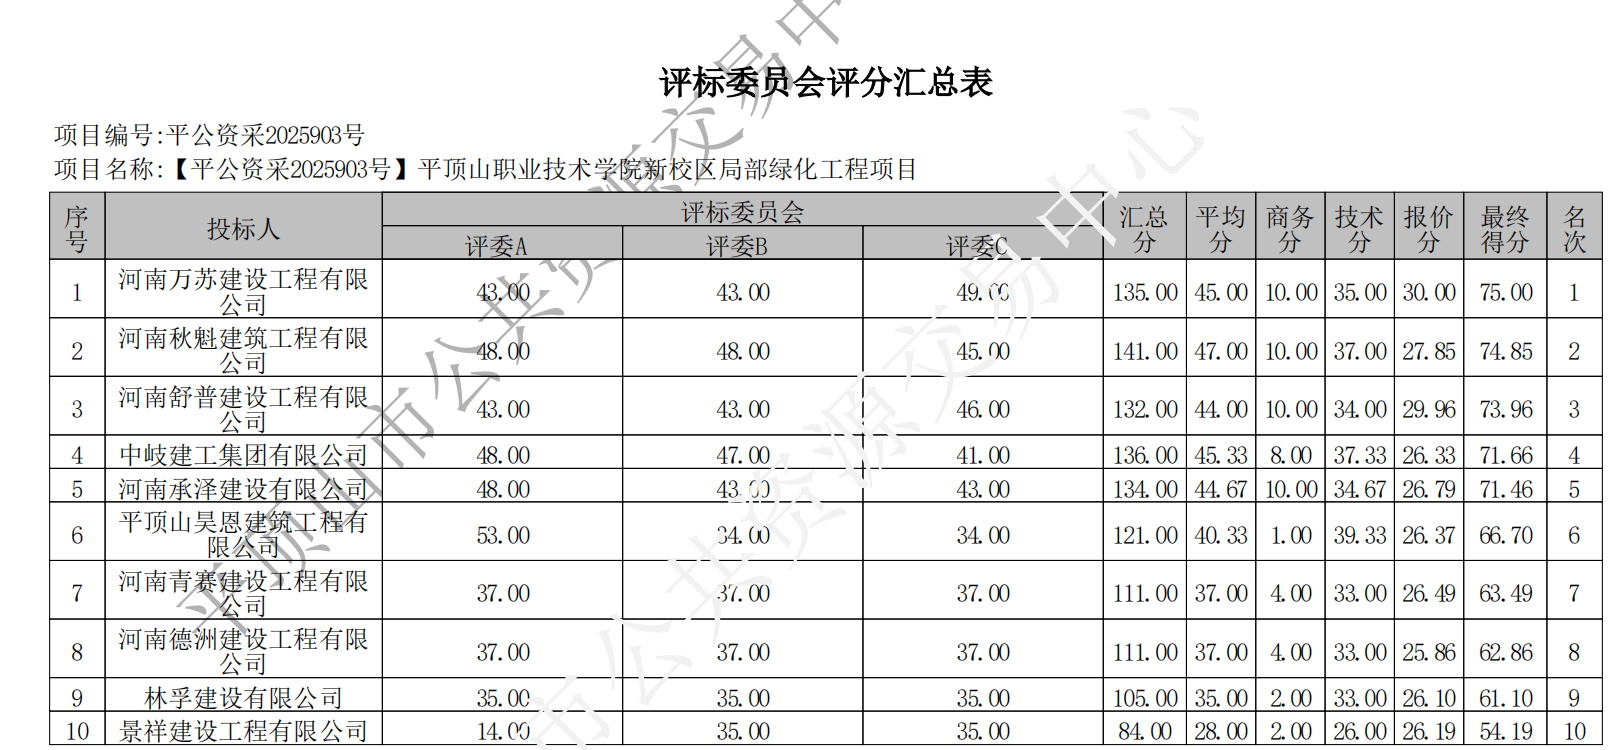 评标委员会评分汇总表
项目编号:平公资采2025903号
项目名称:【平公资采2025903号】平顶山职业技术学院新校区局部绿化工程项目
序号 投标人 评标委员会 汇总分 平均分 商务分 技术分 报价分 最终得分 名次
评委A 评委B 评委C
1 河南万苏建设工程有限公司 43.00 43.00 49.00 135.00 45.00 10.00 35.00 30.00 75.00 1
2 河南秋魁建筑工程有限公司 48.00 48.00 45.00 141.00 47.00 10.00 37.00 27.85 74.85 2
3 河南舒普建设工程有限公司 43.00 43.00 46.00 132.00 44.00 10.00 34.00 29.96 73.96 3
4 中岐建工集团有限公司 48.00 47.00 41.00 136.00 45.33 8.00 37.33 26.33 71.66 4
5 河南承泽建设有限公司 48.00 43.00 43.00 134.00 44.67 10.00 34.67 26.79 71.46 5
6 平顶山昊恩建筑工程有限公司 53.00 34.00 34.00 121.00 40.33 1.00 39.33 26.37 66.70 6
7 河南青赛建设工程有限公司 37.00 37.00 37.00 111.00 37.00 4.00 33.00 26.49 63.49 7
8 河南德洲建设工程有限公司 37.00 37.00 37.00 111.00 37.00 4.00 33.00 25.86 62.86 8
9 林孚建设有限公司 35.00 35.00 35.00 105.00 35.00 2.00 33.00 26.10 61.10 9
10 景祥建设工程有限公司 14.00 35.00 35.00 84.00 28.00 2.00 26.00 26.19 54.19 10
平顶山市公共资源交易中
市公共资源交易中心